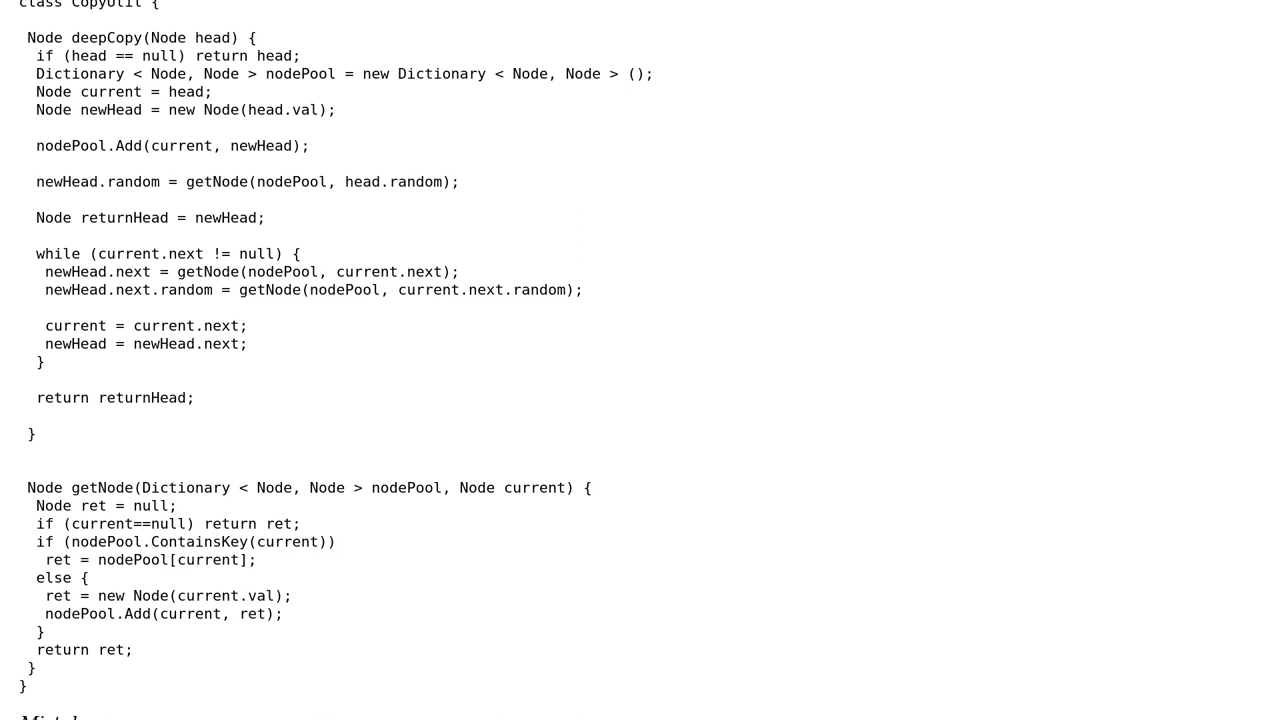 class CopyUtil {
Node deepCopy(Node head) {
if (head == null) return head;
Dictionary < Node, Node > nodePool = new Dictionary < Node, Node > ();
Node current = head;
Node newHead = new Node(head.val);
nodePool.Add(current, newHead);
newHead.random = getNode(nodePool, head.random);
Node returnHead = newHead;
while (current.next != null) {
newHead.next = getNode(nodePool, current.next);
newHead.next.random = getNode(nodePool, current.next.random);
current = current.next;
newHead = newHead.next;
}
return returnHead;
}
Node getNode(Dictionary < Node, Node > nodePool, Node current) {
Node ret = null;
if (current==null) return ret;
if (nodePool.ContainsKey(current))
ret = nodePool[current];
else {
ret = new Node(current.val);
nodePool.Add(current, ret);
}
return ret;
}
}